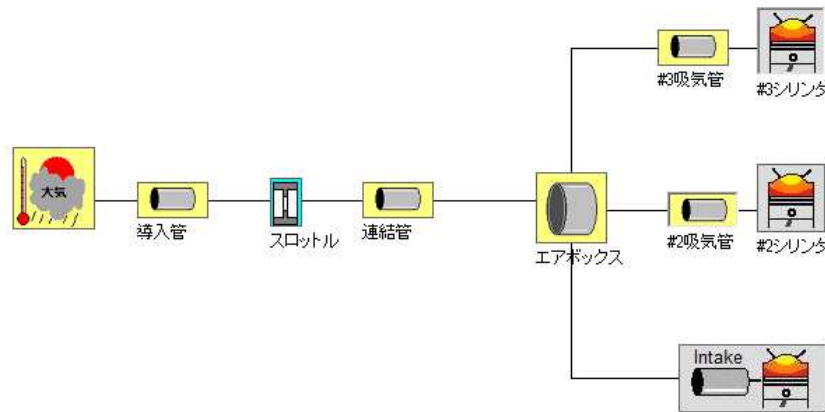 #3吸気管
#3シリンダ
大気
導入管
スロットル
連結管
エアボックス
#2吸気管
#2シリンダ
Intake